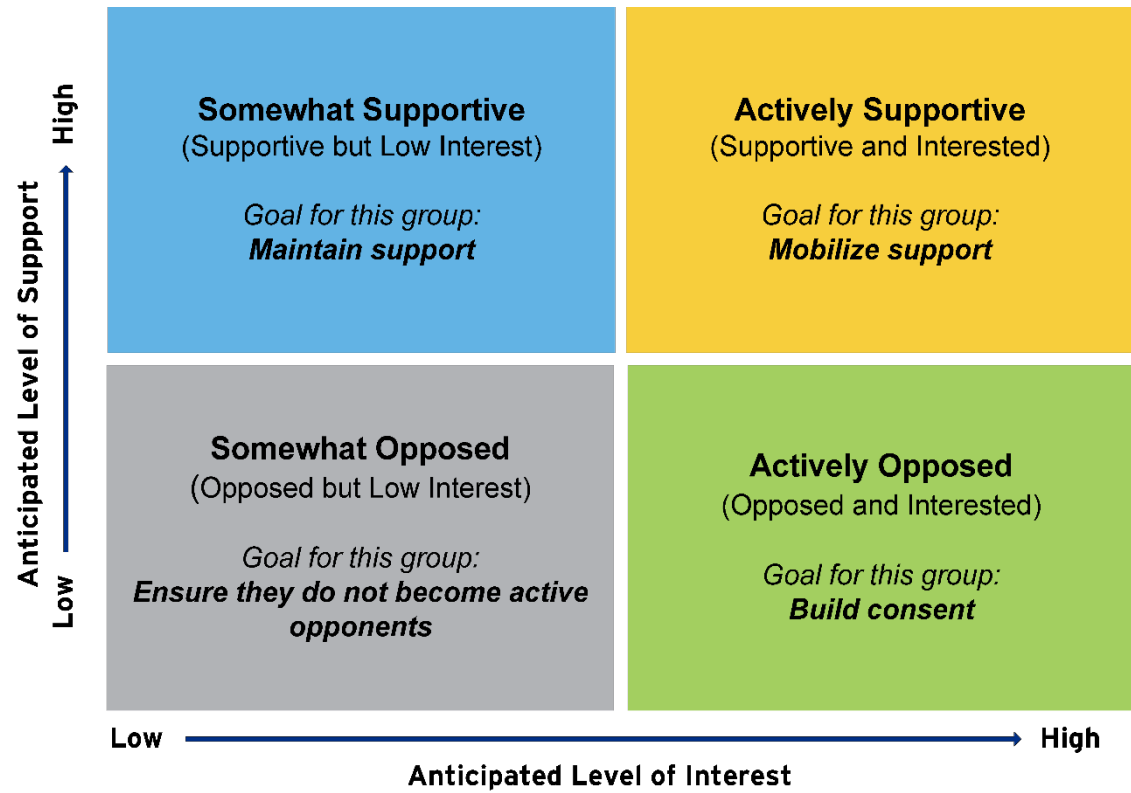 High
Anticipated Level of Suppport
Low
Somewhat Supportive
(Supportive but Low Interest)
Goal for this group:
Maintain support
Actively Supportive
(Supportive and Interested)
Goal for this group:
Mobilize support
Somewhat Opposed
(Opposed but Low Interest)
Goal for this group:
Ensure they do not become active
opponents
Actively Opposed
(Opposed and Interested)
Goal for this group:
Build consent
Low
High
Anticipated Level of Interest